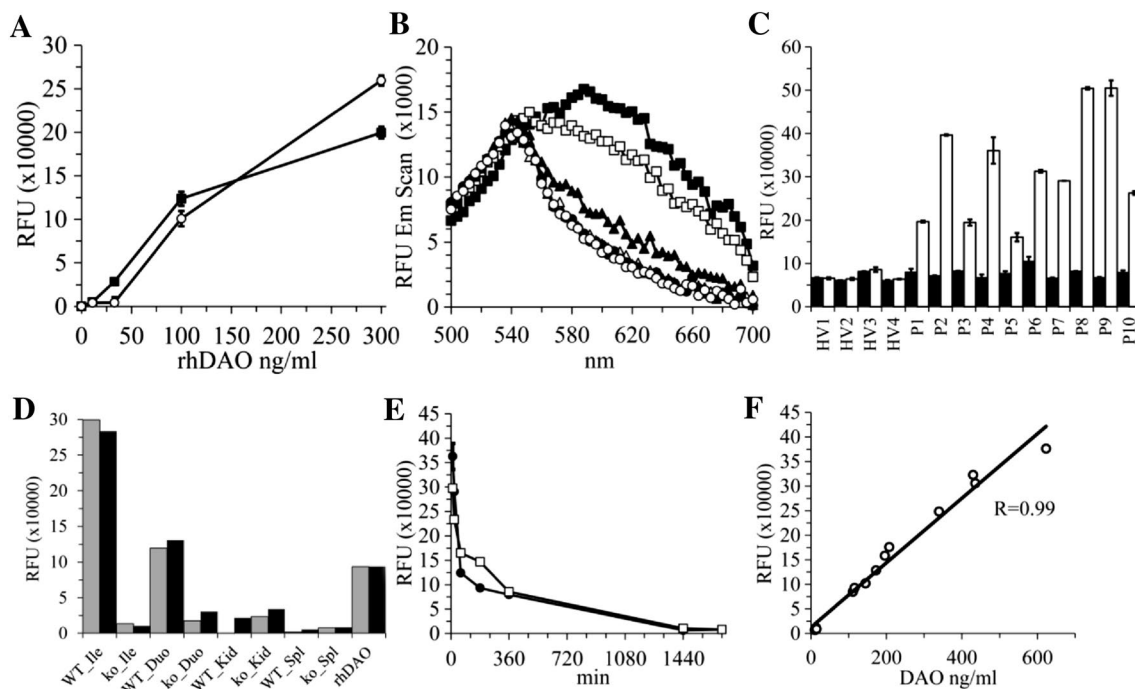 A
RFU (x10000)
30
25
20
15
10
5
0
0 100 200 300
rhDAO ng/ml
B
RFU Em Scan (x1000)
20
15
10
5
0
500 540 580 620 660 700
nm
C
RFU (x10000)
60
50
40
30
20
10
0
HV1 HV2 HV3 HV4 P1 P2 P3 P4 P5 P6 P7 P8 P9 P10
D
RFU (x10000)
30
25
20
15
10
5
0
WT_Ile ko_Ile WT_Duo ko_Duo WT_Kid ko_Kid WT_Spl ko_Spl rhDAO
E
RFU (x10000)
45
40
35
30
25
20
15
10
5
0
0 360 720 1080 1440
min
F
RFU (x10000)
45
40
35
30
25
20
15
10
5
0
R=0.99
0 200 400 600
DAO ng/ml